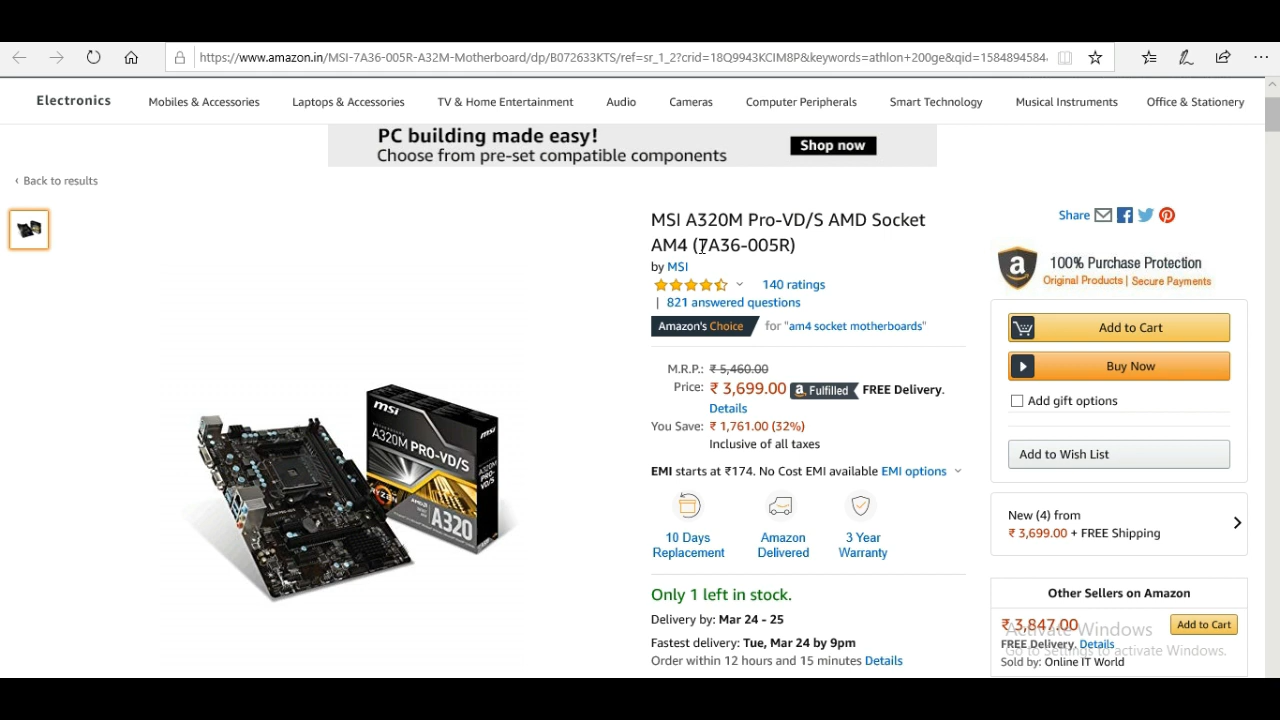 https://www.amazon.in/MSI-7A36-005R-A32M-Motherboard/dp/B072633KTS/ref=sr_1_2?crid=18Q9943KCIM8P&keywords=athlon+200ge&qid=1584894584
Electronics Mobiles & Accessories Laptops & Accessories TV & Home Entertainment Audio Cameras Computer Peripherals Smart Technology Musical Instruments Office & Stationery
PC building made easy!
Choose from pre-set compatible components
Shop now
‹ Back to results
MSI A320M Pro-VD/S AMD Socket
AM4 (7A36-005R)
by MSI
140 ratings
| 821 answered questions
Amazon's Choice for "am4 socket motherboards"
M.R.P.: ₹ 5,460.00
Price: ₹ 3,699.00 a Fulfilled FREE Delivery.
Details
You Save: ₹ 1,761.00 (32%)
Inclusive of all taxes
EMI starts at ₹174. No Cost EMI available EMI options
10 Days
Replacement
Amazon
Delivered
3 Year
Warranty
Only 1 left in stock.
Delivery by: Mar 24 - 25
Fastest delivery: Tue, Mar 24 by 9pm
Order within 12 hours and 15 minutes Details
msi
A320M PRO-VD/S
RYZEN
A320
msi
A320M
PRO-
VD/S
Share
a
100% Purchase Protection
Original Products | Secure Payments
Add to Cart
Buy Now
Add gift options
Add to Wish List
New (4) from
₹ 3,699.00 + FREE Shipping
Other Sellers on Amazon
₹ 3,847.00
Add to Cart
FREE Delivery. Details
Sold by: Online IT World
Activate Windows
Go to Settings to activate Windows.